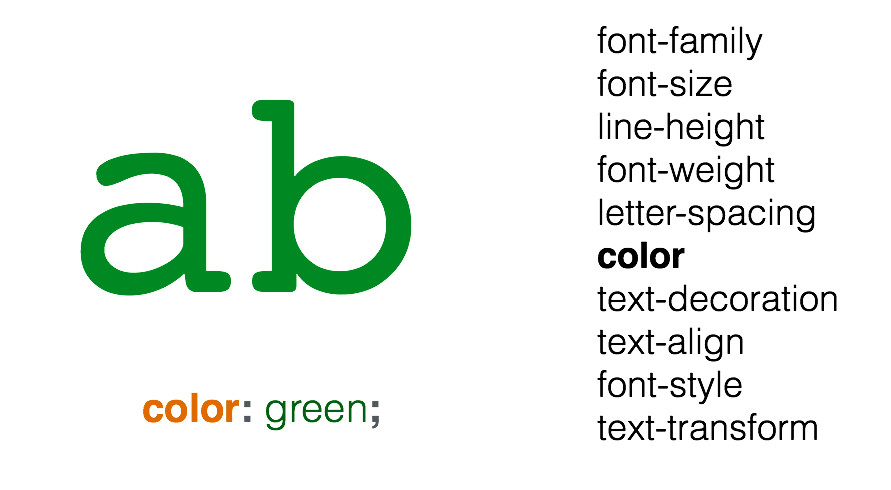 ab
color: green;
font-family
font-size
line-height
font-weight
letter-spacing
color
text-decoration
text-align
font-style
text-transform